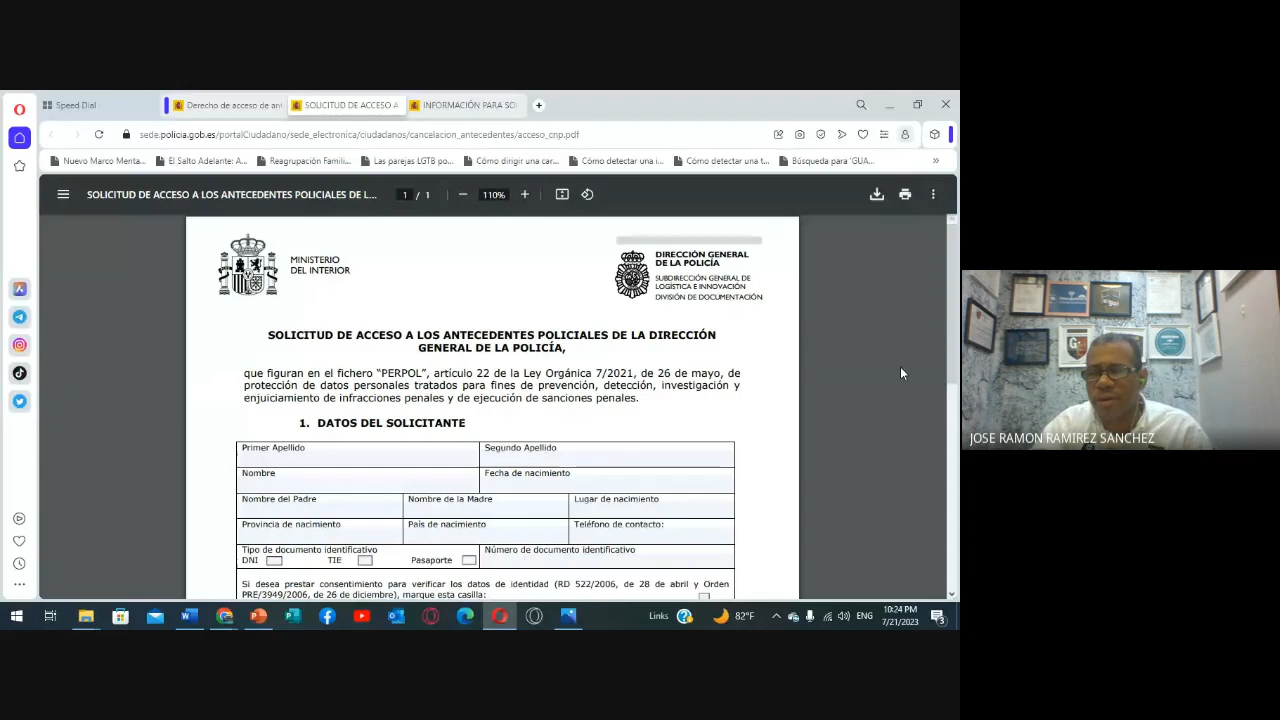 Speed Dial
Derecho de acceso de an
SOLICITUD DE ACCESO A
INFORMACIÓN PARA SO
sede.policia.gob.es/portalCiudadano/sede_electronica/ciudadanos/cancelacion_antecedentes/acceso_cnp.pdf
Nuevo Marco Menta...
El Salto Adelante: A...
Reagrupación Famili...
Las parejas LGTB po...
Cómo dirigir una car...
Cómo detectar una i...
Cómo detectar una t...
Búsqueda para 'GUA...
SOLICITUD DE ACCESO A LOS ANTECEDENTES POLICIALES DE L...
1 / 1
110%
MINISTERIO
DEL INTERIOR
DIRECCIÓN GENERAL
DE LA POLICÍA
SUBDIRECCIÓN GENERAL DE
LOGÍSTICA E INNOVACIÓN
DIVISIÓN DE DOCUMENTACIÓN
SOLICITUD DE ACCESO A LOS ANTECEDENTES POLICIALES DE LA DIRECCIÓN
GENERAL DE LA POLICÍA,
que figuran en el fichero "PERPOL", artículo 22 de la Ley Orgánica 7/2021, de 26 de mayo, de
protección de datos personales tratados para fines de prevención, detección, investigación y
enjuiciamiento de infracciones penales y de ejecución de sanciones penales.
1. DATOS DEL SOLICITANTE
Primer Apellido
Segundo Apellido
Nombre
Fecha de nacimiento
Nombre del Padre
Nombre de la Madre
Lugar de nacimiento
Provincia de nacimiento
País de nacimiento
Teléfono de contacto:
Tipo de documento identificativo
Número de documento identificativo
DNI
TIE
Pasaporte
Si desea prestar consentimiento para verificar los datos de identidad (RD 522/2006, de 28 de abril y Orden
PRE/3949/2006, de 26 de diciembre), marque esta casilla:
Links
82°F
ENG
10:24 PM
7/21/2023
3
JOSE RAMON RAMIREZ SANCHEZ